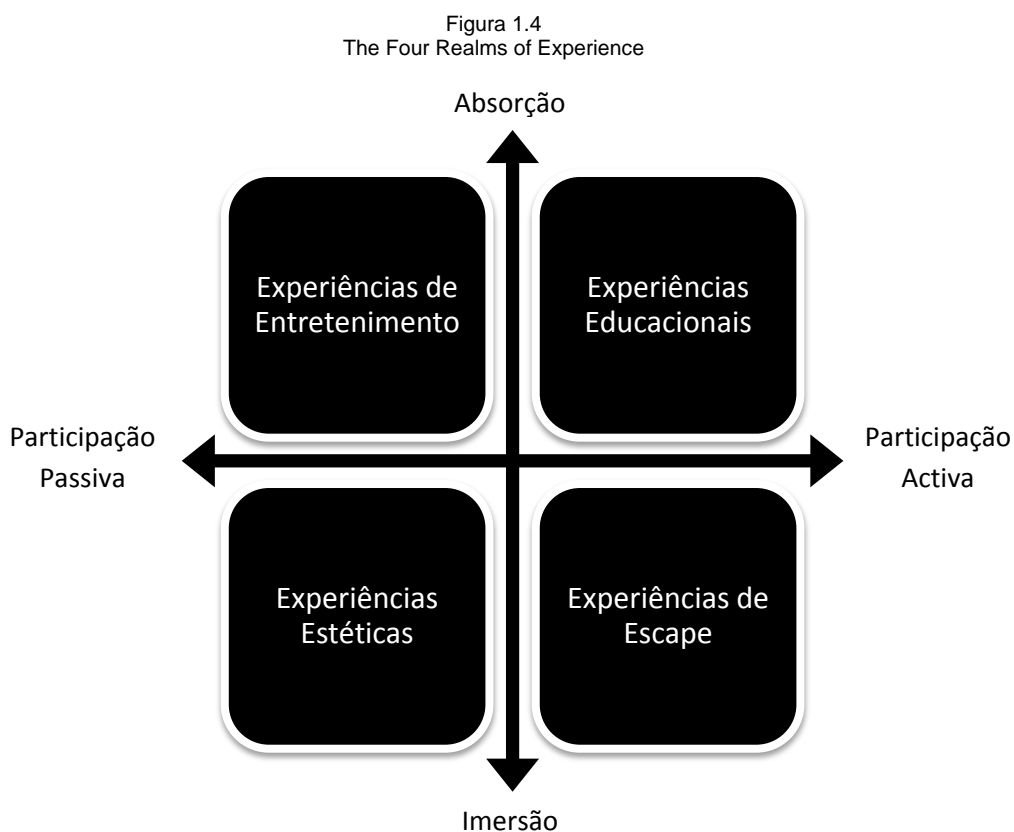 Figura 1.4
The Four Realms of Experience
Absorção
Experiências de
Entretenimento
Experiências
Educacionais
Participação
Passiva
Participação
Activa
Experiências
Estéticas
Experiências de
Escape
Imersão